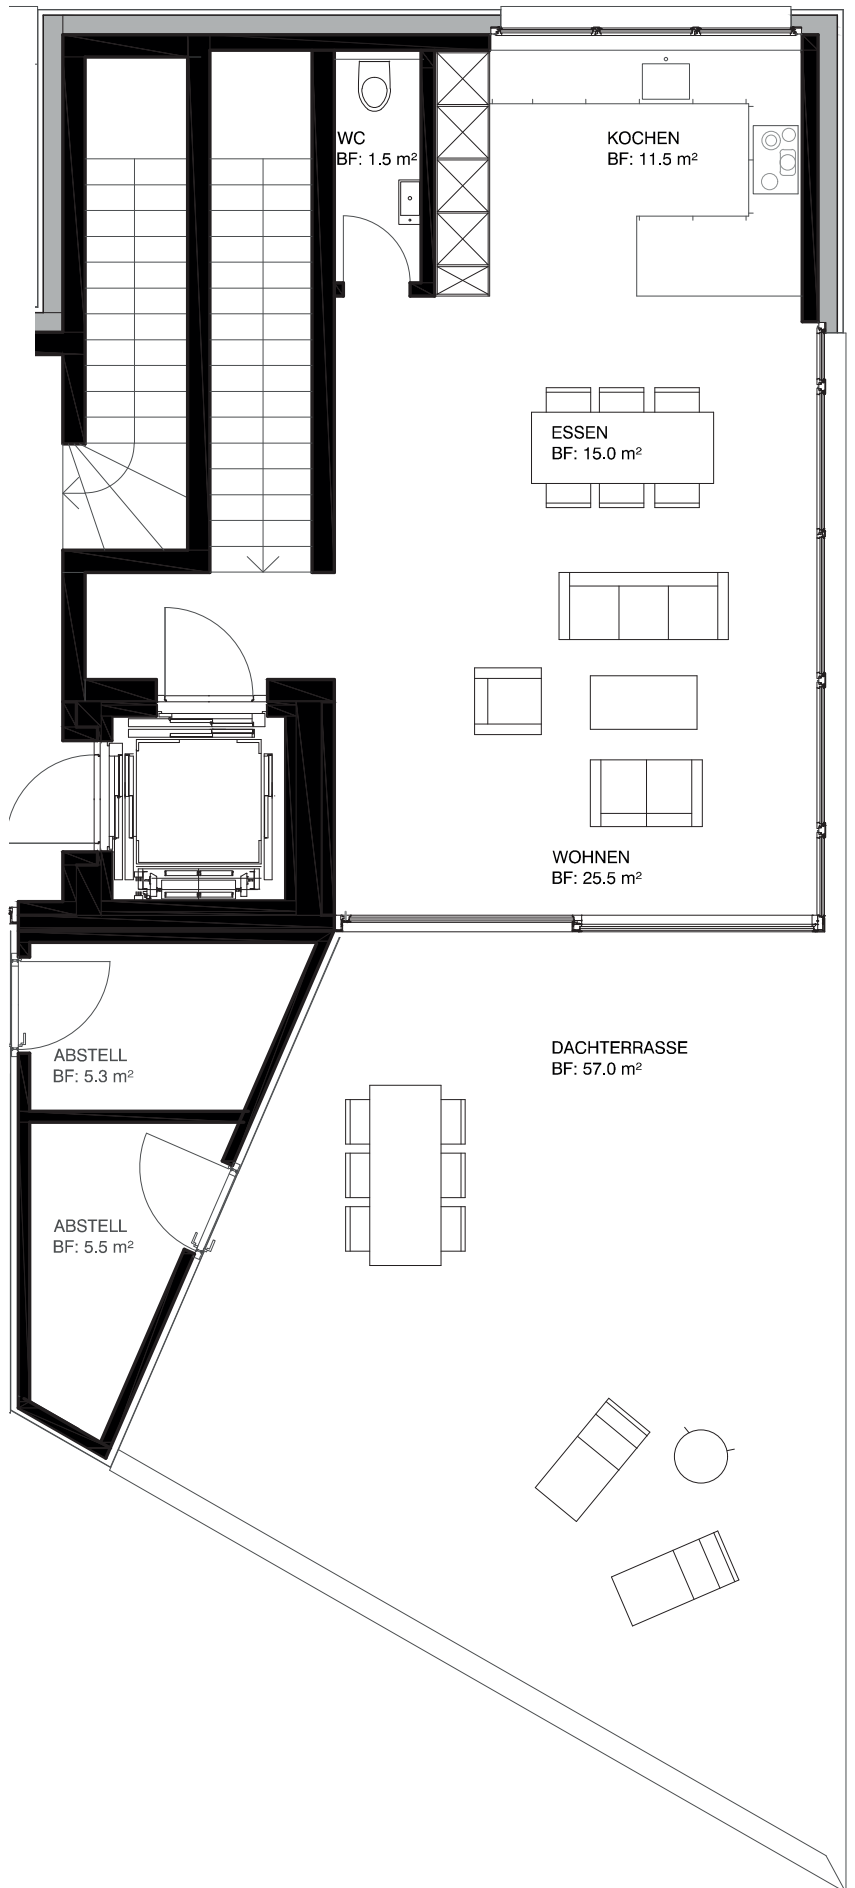 WC
BF: 1.5 m²
KOCHEN
BF: 11.5 m²
ESSEN
BF: 15.0 m²
WOHNEN
BF: 25.5 m²
DACHTERRASSE
BF: 57.0 m²
ABSTELL
BF: 5.3 m²
ABSTELL
BF: 5.5 m²